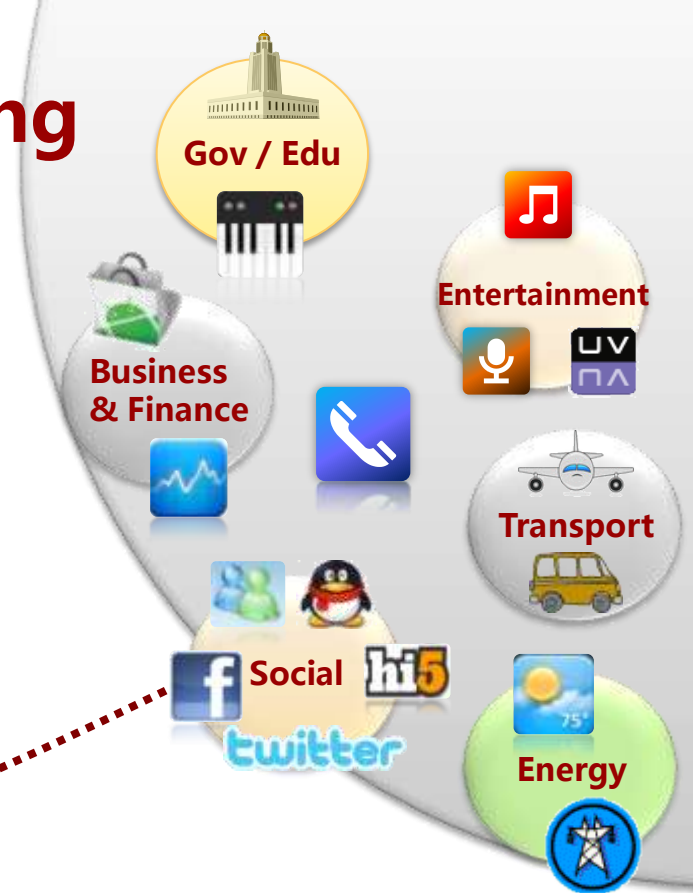 ng
Gov / Edu
Entertainment
UV
Business
& Finance
Transport
Social
hi5
twitter
75°
Energy